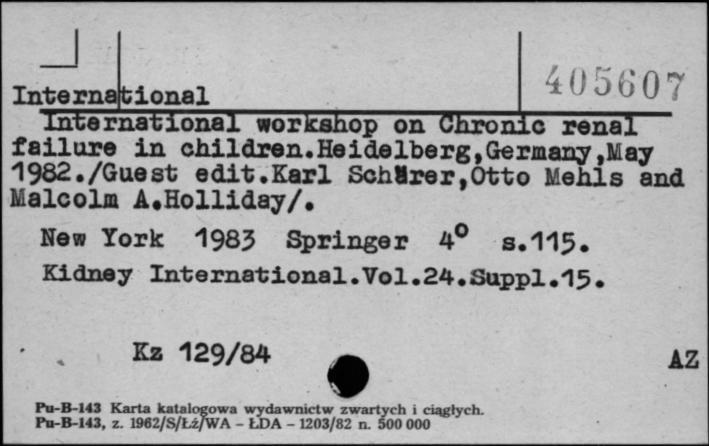 405607
International
International workshop on Chronic renal
failure in children.Heidelberg,Germany,May
1982./Guest edit.Karl Schärer,Otto Mehls and
Malcolm A.Holliday/.
New York 1983 Springer 4° s.115.
Kidney International.Vol.24.Suppl.15.
Kz 129/84
AZ
Pu-B-143 Karta katalogowa wydawnictw zwartych i ciągłych.
Pu-B-143, z. 1962/S/Łź/WA – ŁDA – 1203/82 n. 500 000